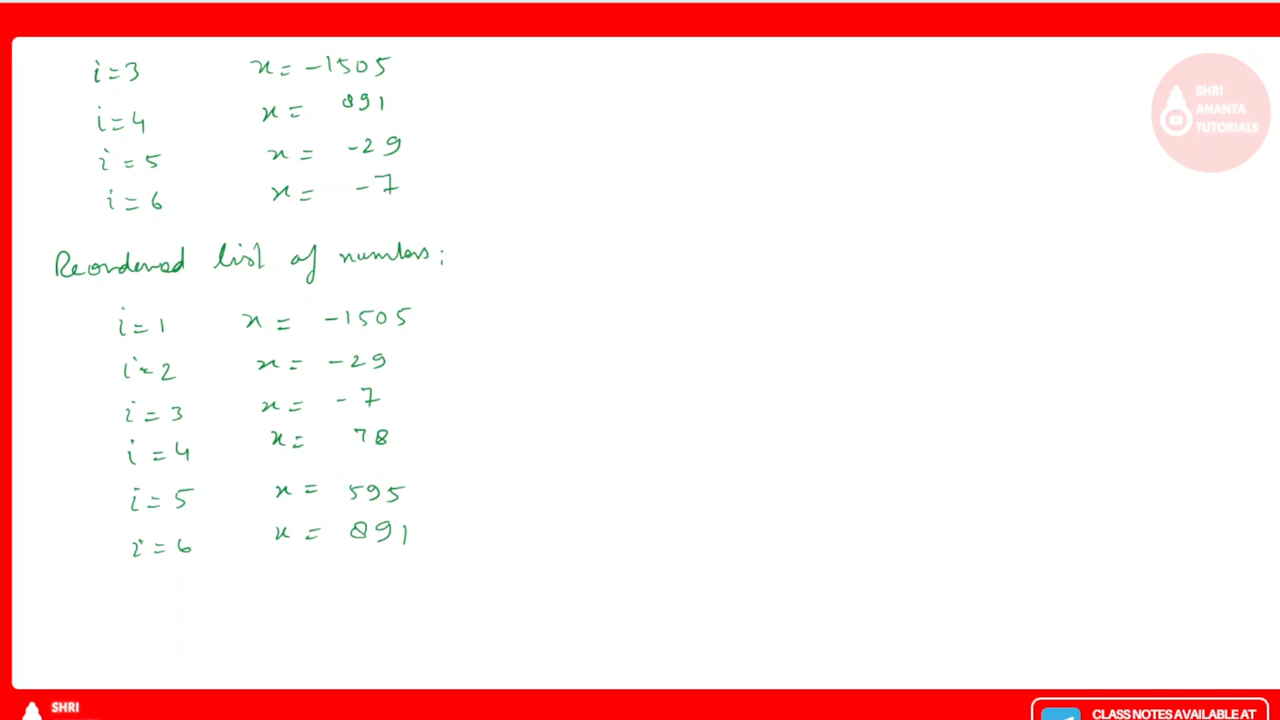 i = 3 x = -1505
i = 4 x = 891
i = 5 x = -29
i = 6 x = -7
Reordered list of numbers:
i = 1 x = -1505
i = 2 x = -29
i = 3 x = -7
i = 4 x = 78
i = 5 x = 595
i = 6 x = 891
SHRI
ANANTA
TUTORIALS
SHRI
CLASS NOTES AVAILABLE AT